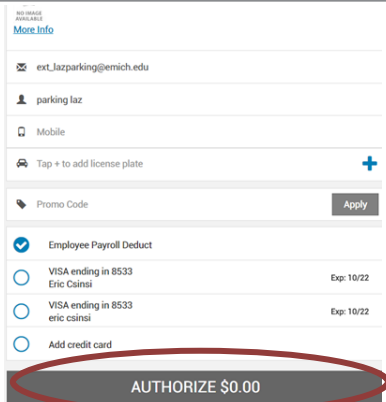 NO IMAGE
AVAILABLE
More Info
ext_lazparking@emich.edu
parking laz
Mobile
Tap + to add license plate
Promo Code
Apply
Employee Payroll Deduct
VISA ending in 8533
Eric Csinsi
Exp: 10/22
VISA ending in 8533
eric csinsi
Exp: 10/22
Add credit card
AUTHORIZE $0.00